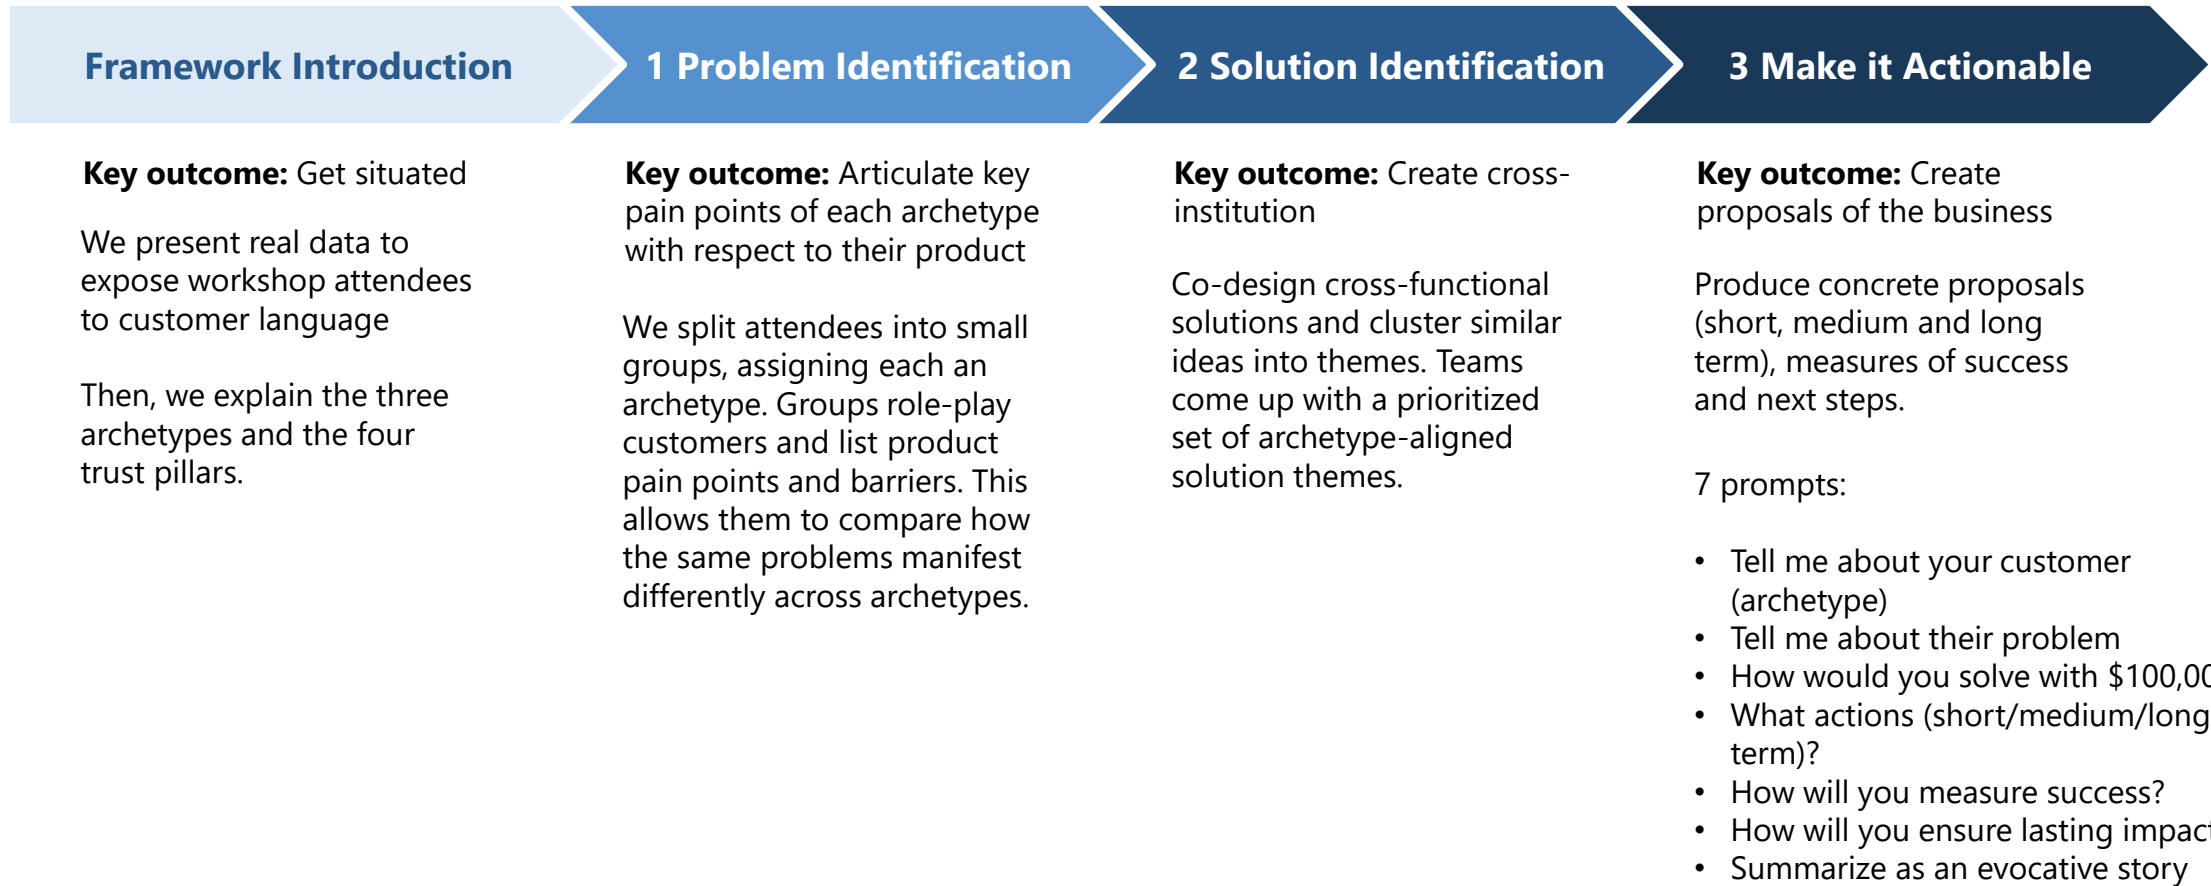 Framework Introduction
1 Problem Identification
2 Solution Identification
3 Make it Actionable
Key outcome: Get situated
We present real data to
expose workshop attendees
to customer language
Then, we explain the three
archetypes and the four
trust pillars.
Key outcome: Articulate key
pain points of each archetype
with respect to their product
We split attendees into small
groups, assigning each an
archetype. Groups role-play
customers and list product
pain points and barriers. This
allows them to compare how
the same problems manifest
differently across archetypes.
Key outcome: Create cross-
institution
Co-design cross-functional
solutions and cluster similar
ideas into themes. Teams
come up with a prioritized
set of archetype-aligned
solution themes.
Key outcome: Create
proposals of the business
Produce concrete proposals
(short, medium and long
term), measures of success
and next steps.
7 prompts:
• Tell me about your customer
(archetype)
• Tell me about their problem
• How would you solve with $100,00
• What actions (short/medium/long
term)?
• How will you measure success?
• How will you ensure lasting impact
• Summarize as an evocative story